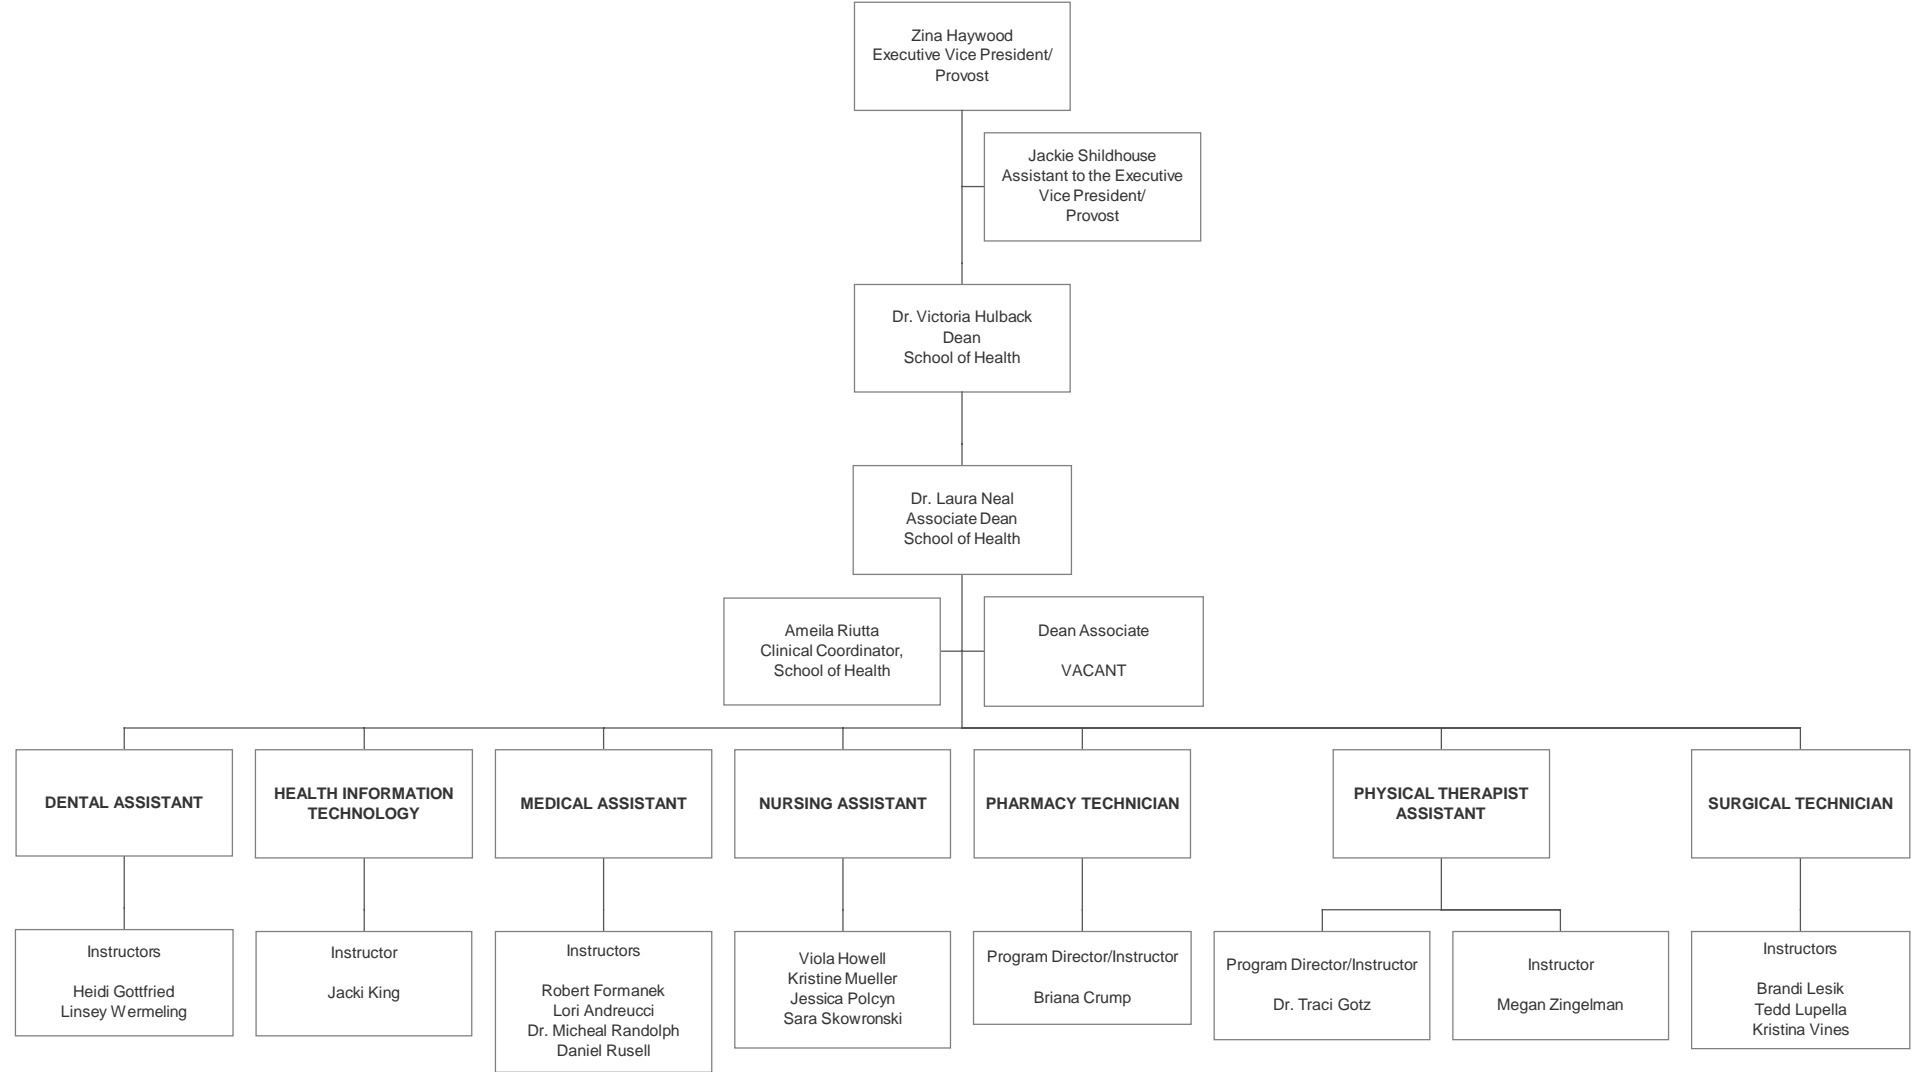 Zina Haywood
Executive Vice President/
Provost
Jackie Shildhouse
Assistant to the Executive
Vice President/
Provost
Dr. Victoria Hulback
Dean
School of Health
Dr. Laura Neal
Associate Dean
School of Health
Ameila Riutta
Clinical Coordinator,
School of Health
Dean Associate
VACANT
DENTAL ASSISTANT
HEALTH INFORMATION
TECHNOLOGY
MEDICAL ASSISTANT
NURSING ASSISTANT
PHARMACY TECHNICIAN
PHYSICAL THERAPIST
ASSISTANT
SURGICAL TECHNICIAN
Instructors
Heidi Gottfried
Linsey Wermeling
Instructor
Jacki King
Instructors
Robert Formanek
Lori Andreucci
Dr. Micheal Randolph
Daniel Rusell
Viola Howell
Kristine Mueller
Jessica Polcyn
Sara Skowronski
Program Director/Instructor
Briana Crump
Program Director/Instructor
Dr. Traci Gotz
Instructor
Megan Zingelman
Instructors
Brandi Lesik
Tedd Lupella
Kristina Vines